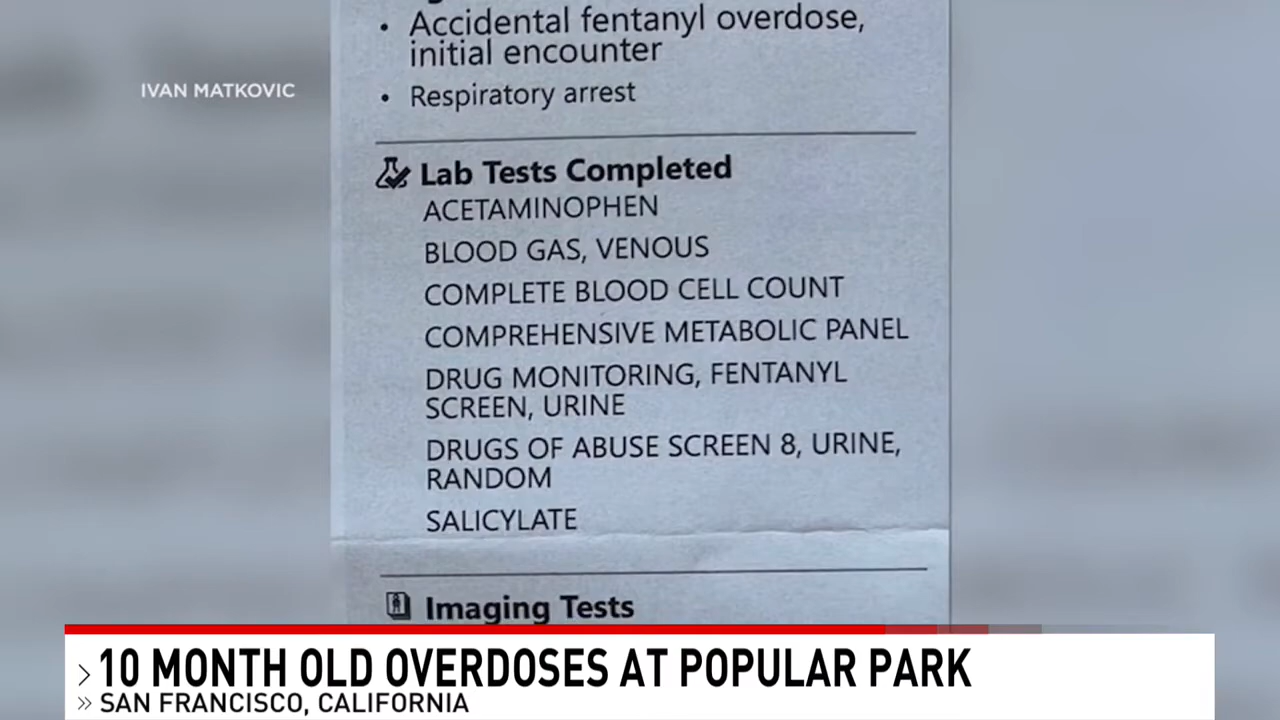 • Accidental fentanyl overdose,
initial encounter
IVAN MATKOVIC
• Respiratory arrest
Lab Tests Completed
ACETAMINOPHEN
BLOOD GAS, VENOUS
COMPLETE BLOOD CELL COUNT
COMPREHENSIVE METABOLIC PANEL
DRUG MONITORING, FENTANYL
SCREEN, URINE
DRUGS OF ABUSE SCREEN 8, URINE,
RANDOM
SALICYLATE
Imaging Tests
10 MONTH OLD OVERDOSES AT POPULAR PARK
SAN FRANCISCO, CALIFORNIA